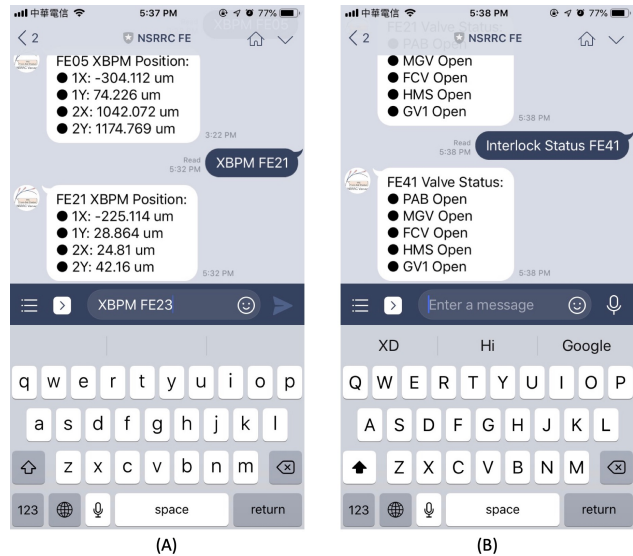 中華電信
5:37 PM
77%
2
NSRRC FE
FE05 XBPM Position:
● 1X: -304.112 um
● 1Y: 74.226 um
● 2X: 1042.072 um
● 2Y: 1174.769 um
3:22 PM
Read
5:32 PM
XBPM FE21
FE21 XBPM Position:
● 1X: -225.114 um
● 1Y: 28.864 um
● 2X: 24.81 um
● 2Y: 42.16 um
5:32 PM
XBPM FE23
q w e r t y u i o p
a s d f g h j k l
z x c v b n m
123 space return
(A)
中華電信
5:38 PM
77%
FE21 Valve Status:
● PAB Open
2
NSRRC FE
● MGV Open
● FCV Open
● HMS Open
● GV1 Open
5:38 PM
Read
5:38 PM
Interlock Status FE41
FE41 Valve Status:
● PAB Open
● MGV Open
● FCV Open
● HMS Open
● GV1 Open
5:38 PM
Enter a message
XD Hi Google
Q W E R T Y U I O P
A S D F G H J K L
Z X C V B N M
123 space return
(B)